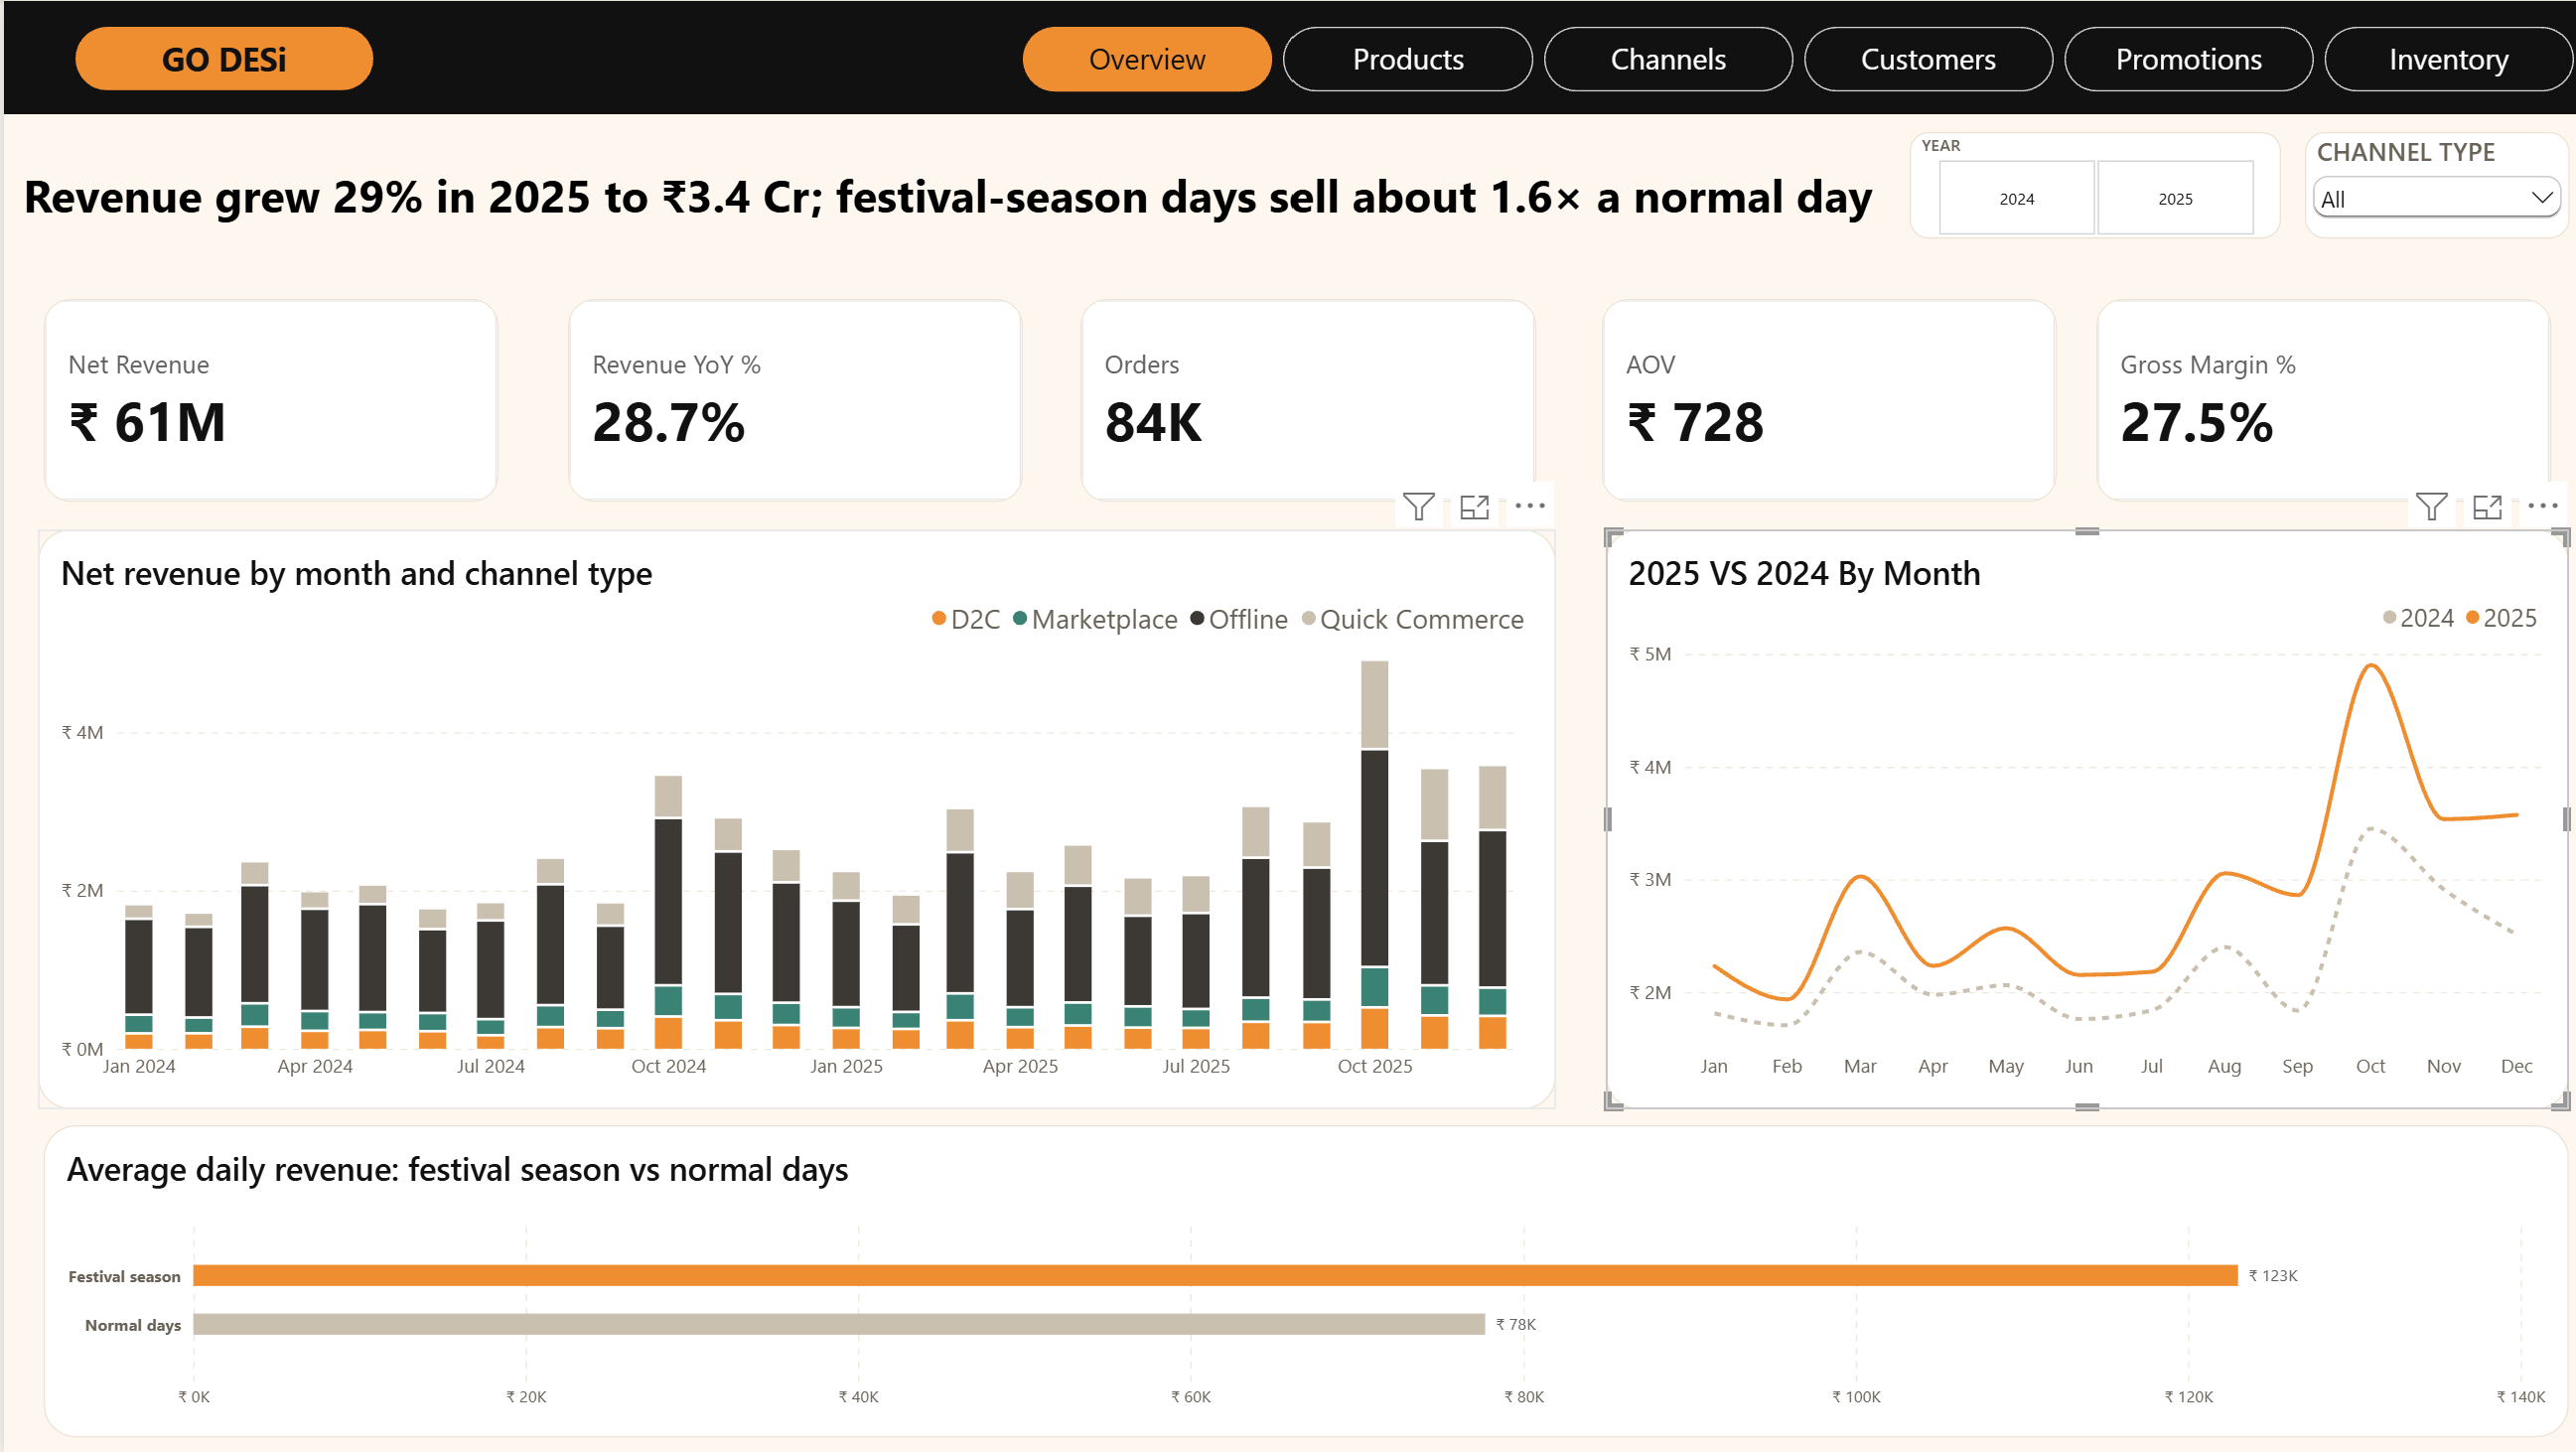 GO DESi
Overview
Products
Channels
Customers
Promotions
Inventory
Revenue grew 29% in 2025 to ₹3.4 Cr; festival-season days sell about 1.6× a normal day
YEAR
2024
2025
CHANNEL TYPE
All
Net Revenue
₹ 61M
Revenue YoY %
28.7%
Orders
84K
AOV
₹ 728
Gross Margin %
27.5%
Net revenue by month and channel type
D2C
Marketplace
Offline
Quick Commerce
₹ 4M
₹ 2M
₹ 0M
Jan 2024
Apr 2024
Jul 2024
Oct 2024
Jan 2025
Apr 2025
Jul 2025
Oct 2025
2025 VS 2024 By Month
2024
2025
₹ 5M
₹ 4M
₹ 3M
₹ 2M
Jan
Feb
Mar
Apr
May
Jun
Jul
Aug
Sep
Oct
Nov
Dec
Average daily revenue: festival season vs normal days
Festival season
₹ 123K
Normal days
₹ 78K
₹ 0K
₹ 20K
₹ 40K
₹ 60K
₹ 80K
₹ 100K
₹ 120K
₹ 140K